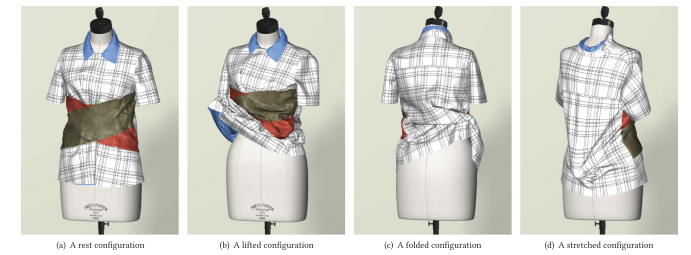 (a) A rest configuration
(b) A lifted configuration
(c) A folded configuration
(d) A stretched configuration